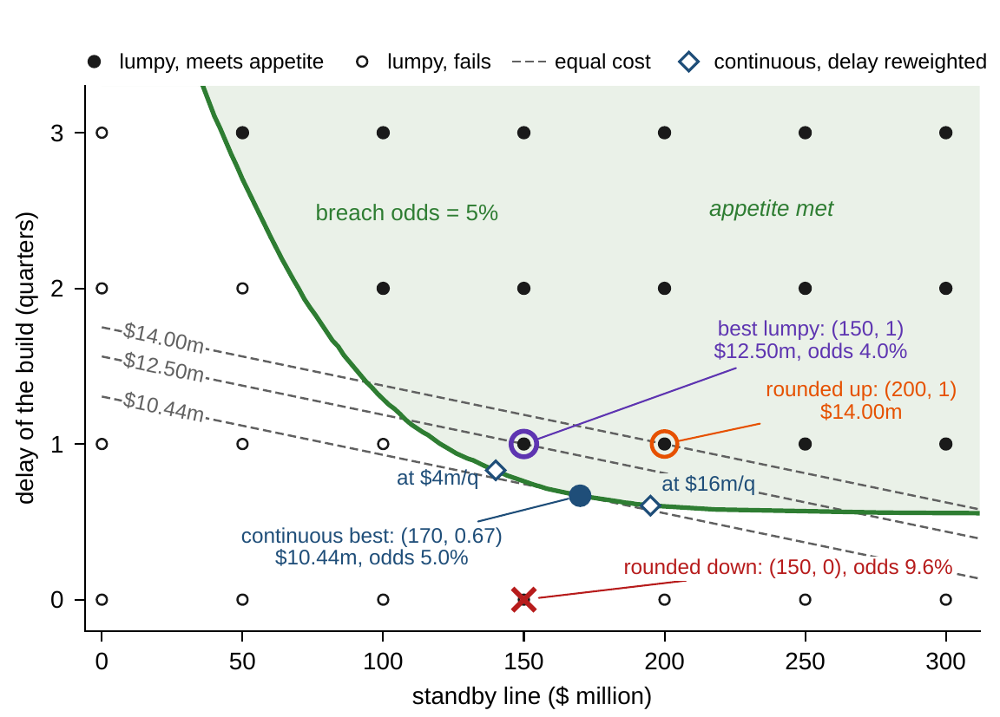 lumpy, meets appetite
lumpy, fails
equal cost
continuous, delay reweighted
delay of the build (quarters)
3
2
1
0
breach odds = 5%
appetite met
$14.00m
$12.50m
$10.44m
best lumpy: (150, 1)
$12.50m, odds 4.0%
rounded up: (200, 1)
$14.00m
at $4m/q
at $16m/q
continuous best: (170, 0.67)
$10.44m, odds 5.0%
rounded down: (150, 0), odds 9.6%
0
50
100
150
200
250
300
standby line ($ million)